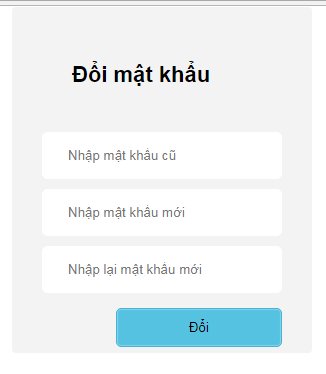 Đổi mật khẩu
Nhập mật khẩu cũ
Nhập mật khẩu mới
Nhập lại mật khẩu mới
Đổi